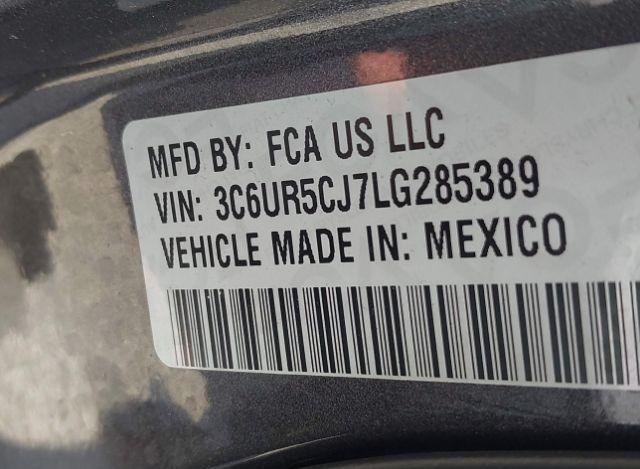 MFD BY: FCA US LLC
VIN: 3C6UR5CJ7LG285389
VEHICLE MADE IN: MEXICO